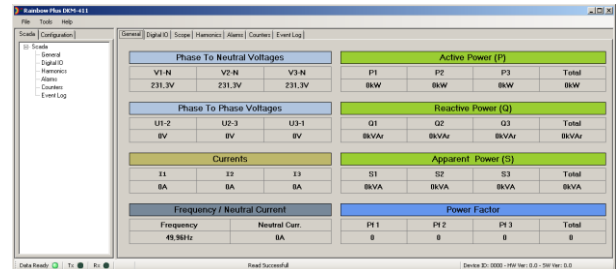 Rainbow Plus DKM-411
File Tools Help
Scada Configuration
General Digital IO Scope Harmonics Alarms Counters Event Log
Scada
General
Digital IO
Harmonics
Alarms
Counters
Event Log
Phase To Neutral Voltages
V1-N V2-N V3-N
231,3V 231,3V 231,3V
Phase To Phase Voltages
U1-2 U2-3 U3-1
0V 0V 0V
Currents
I1 I2 I3
0A 0A 0A
Frequency / Neutral Current
Frequency Neutral Curr.
49,96Hz 0A
Active Power (P)
P1 P2 P3 Total
0kW 0kW 0kW 0kW
Reactive Power (Q)
Q1 Q2 Q3 Total
0kVAr 0kVAr 0kVAr 0kVAr
Apparent Power (S)
S1 S2 S3 Total
0kVA 0kVA 0kVA 0kVA
Power Factor
Pf 1 Pf 2 Pf 3 Total
0 0 0 0
Data Ready Tx Rx Read Successfull Device ID: 0000 - HW Ver: 0.0 - SW Ver: 0.0